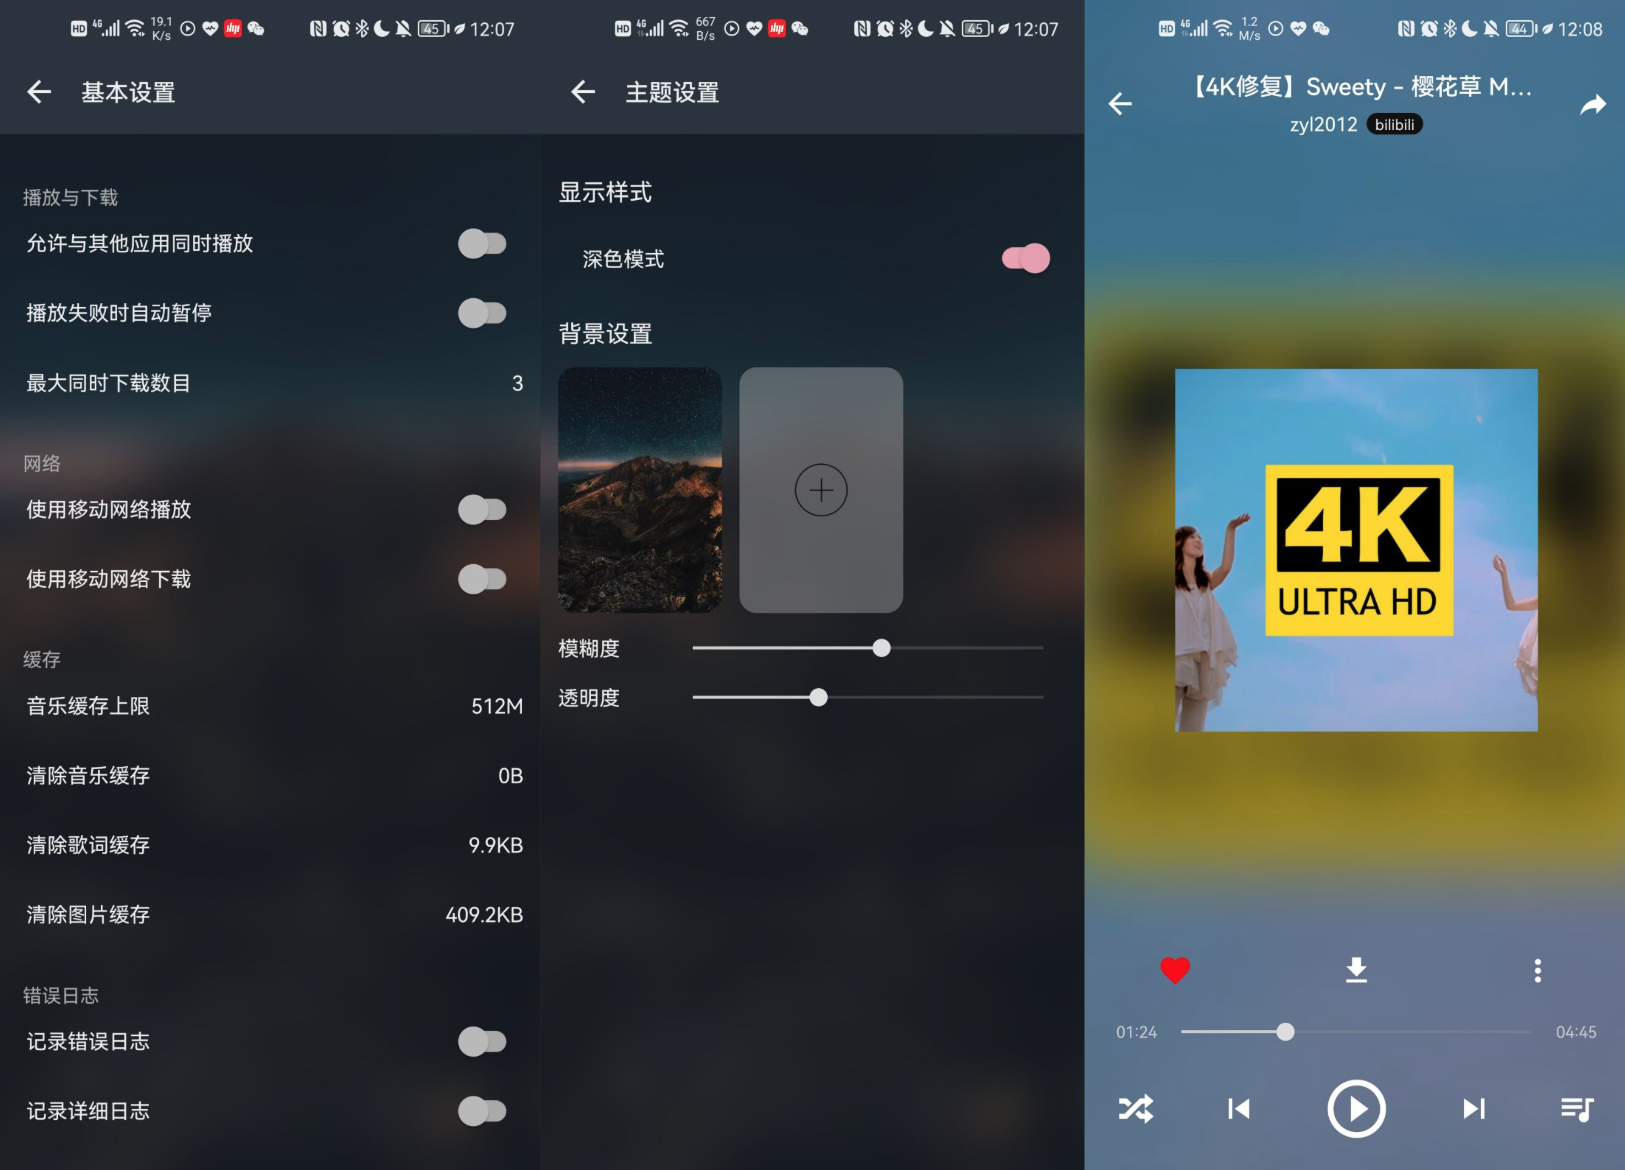 HD 4G 19.1 K/s 45 12:07
基本设置
播放与下载
允许与其他应用同时播放
播放失败时自动暂停
最大同时下载数目 3
网络
使用移动网络播放
使用移动网络下载
缓存
音乐缓存上限 512M
清除音乐缓存 0B
清除歌词缓存 9.9KB
清除图片缓存 409.2KB
错误日志
记录错误日志
记录详细日志
HD 4G 667 B/s 45 12:07
主题设置
显示样式
深色模式
背景设置
模糊度
透明度
HD 4G 1.2 M/s 44 12:08
【4K修复】Sweety - 樱花草 M...
zyl2012 bilibili
4K
ULTRA HD
01:24 04:45